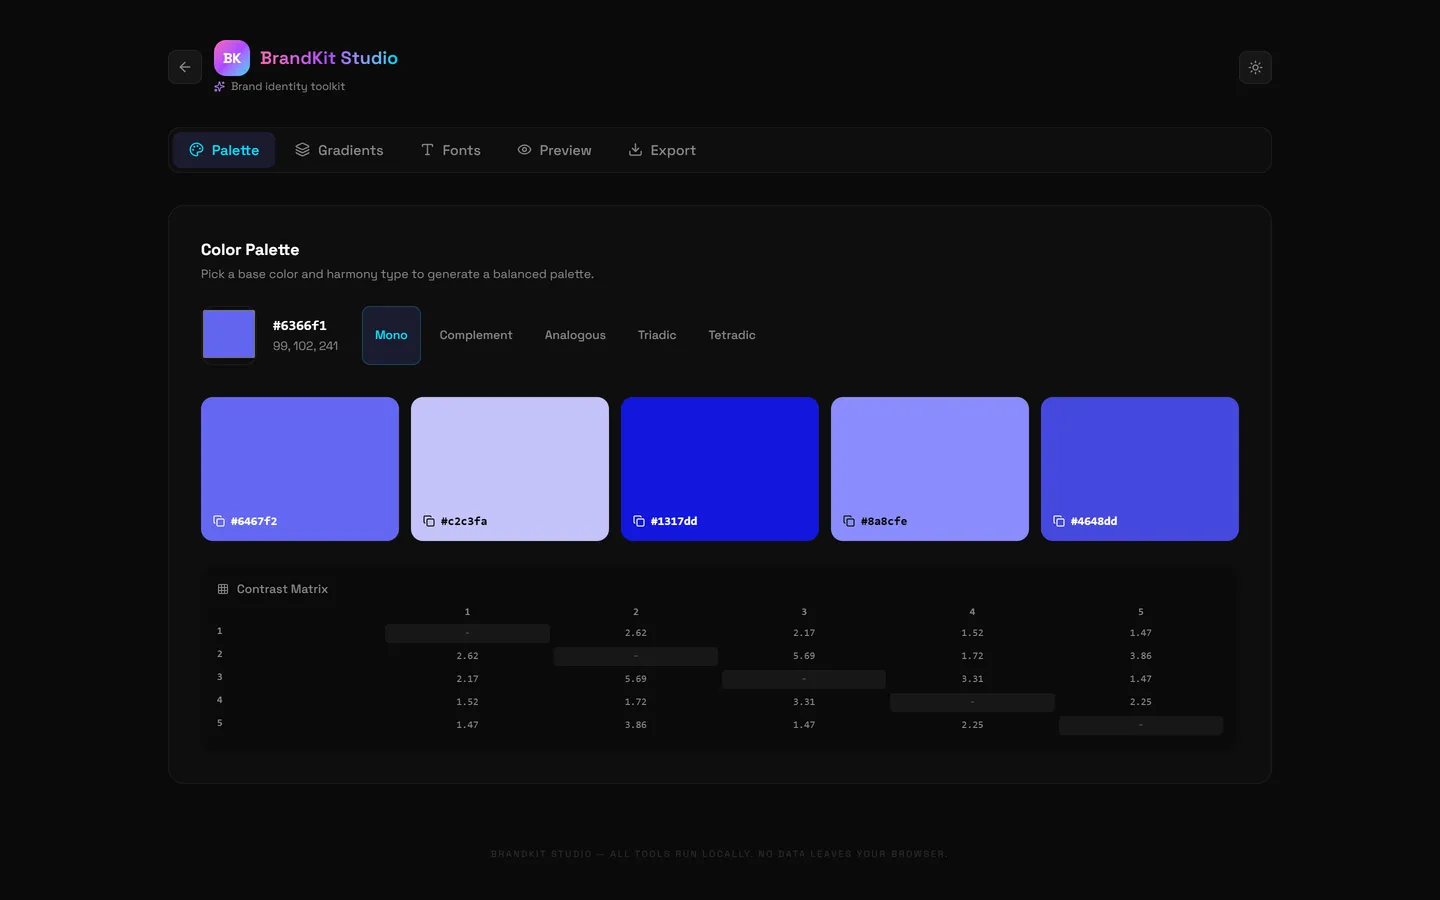 BK
BrandKit Studio
Brand identity toolkit
Palette Gradients Fonts Preview Export
Color Palette
Pick a base color and harmony type to generate a balanced palette.
#6366f1
99, 102, 241
Mono Complement Analogous Triadic Tetradic
#6467f2 #c2c3fa #1317dd #8a8cfe #4648dd
Contrast Matrix
1 2 3 4 5
1 - 2.62 2.17 1.52 1.47
2 2.62 - 5.69 1.72 3.86
3 2.17 5.69 - 3.31 1.47
4 1.52 1.72 3.31 - 2.25
5 1.47 3.86 1.47 2.25 -
BRANDKIT STUDIO — ALL TOOLS RUN LOCALLY. NO DATA LEAVES YOUR BROWSER.